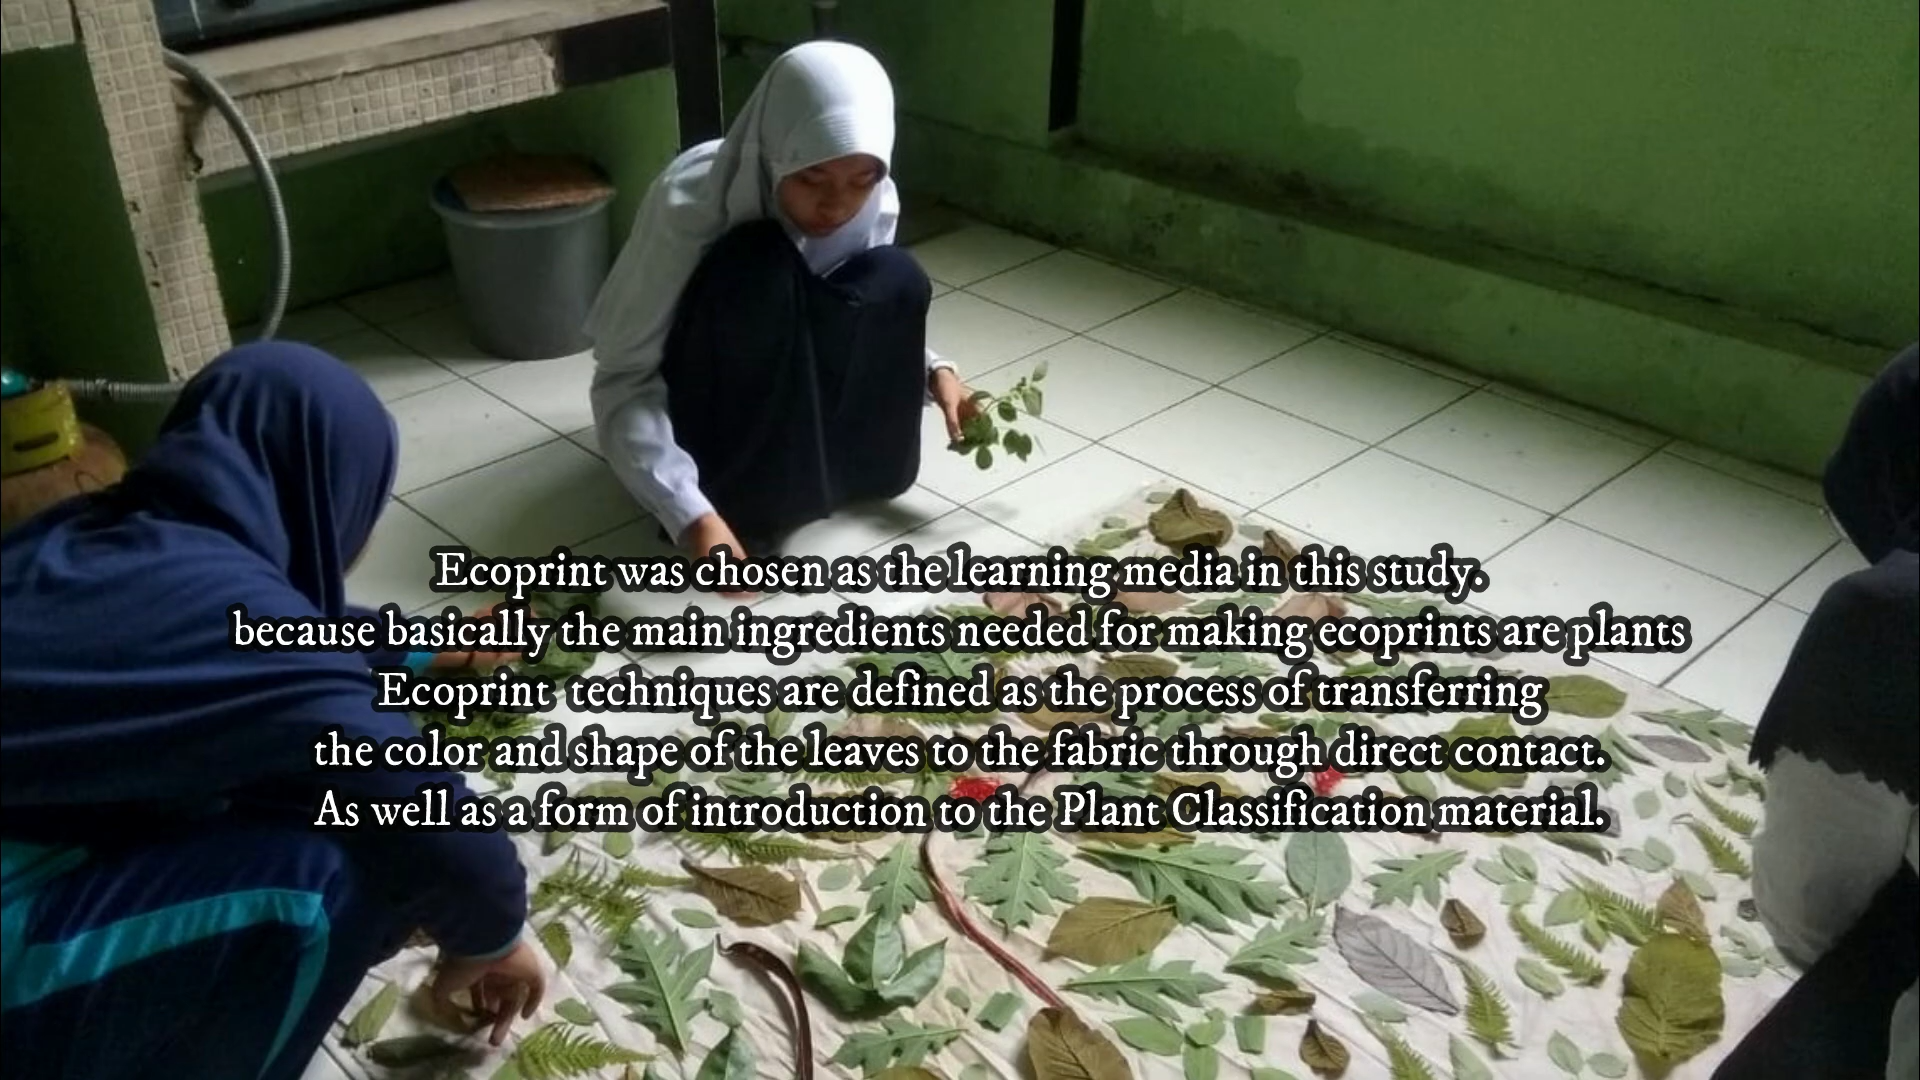 Ecoprint was chosen as the learning media in this study.
because basically the main ingredients needed for making ecoprints are plants
Ecoprint  techniques are defined as the process of transferring
the color and shape of the leaves to the fabric through direct contact.
As well as a form of introduction to the Plant Classification material.